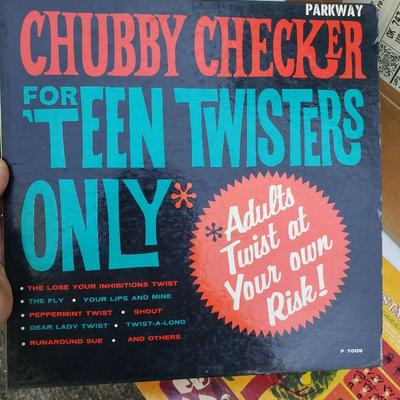 PARKWAY
CHUBBY CHECKER
FOR
'TEEN TWISTERS
ONLY*
*Adults
Twist at
Your own
Risk!
• THE LOSE YOUR INHIBITIONS TWIST
• THE FLY • YOUR LIPS AND MINE
• PEPPERMINT TWIST • SHOUT
• DEAR LADY TWIST • TWIST-A-LONG
• RUNAROUND SUE • AND OTHERS
P 7009